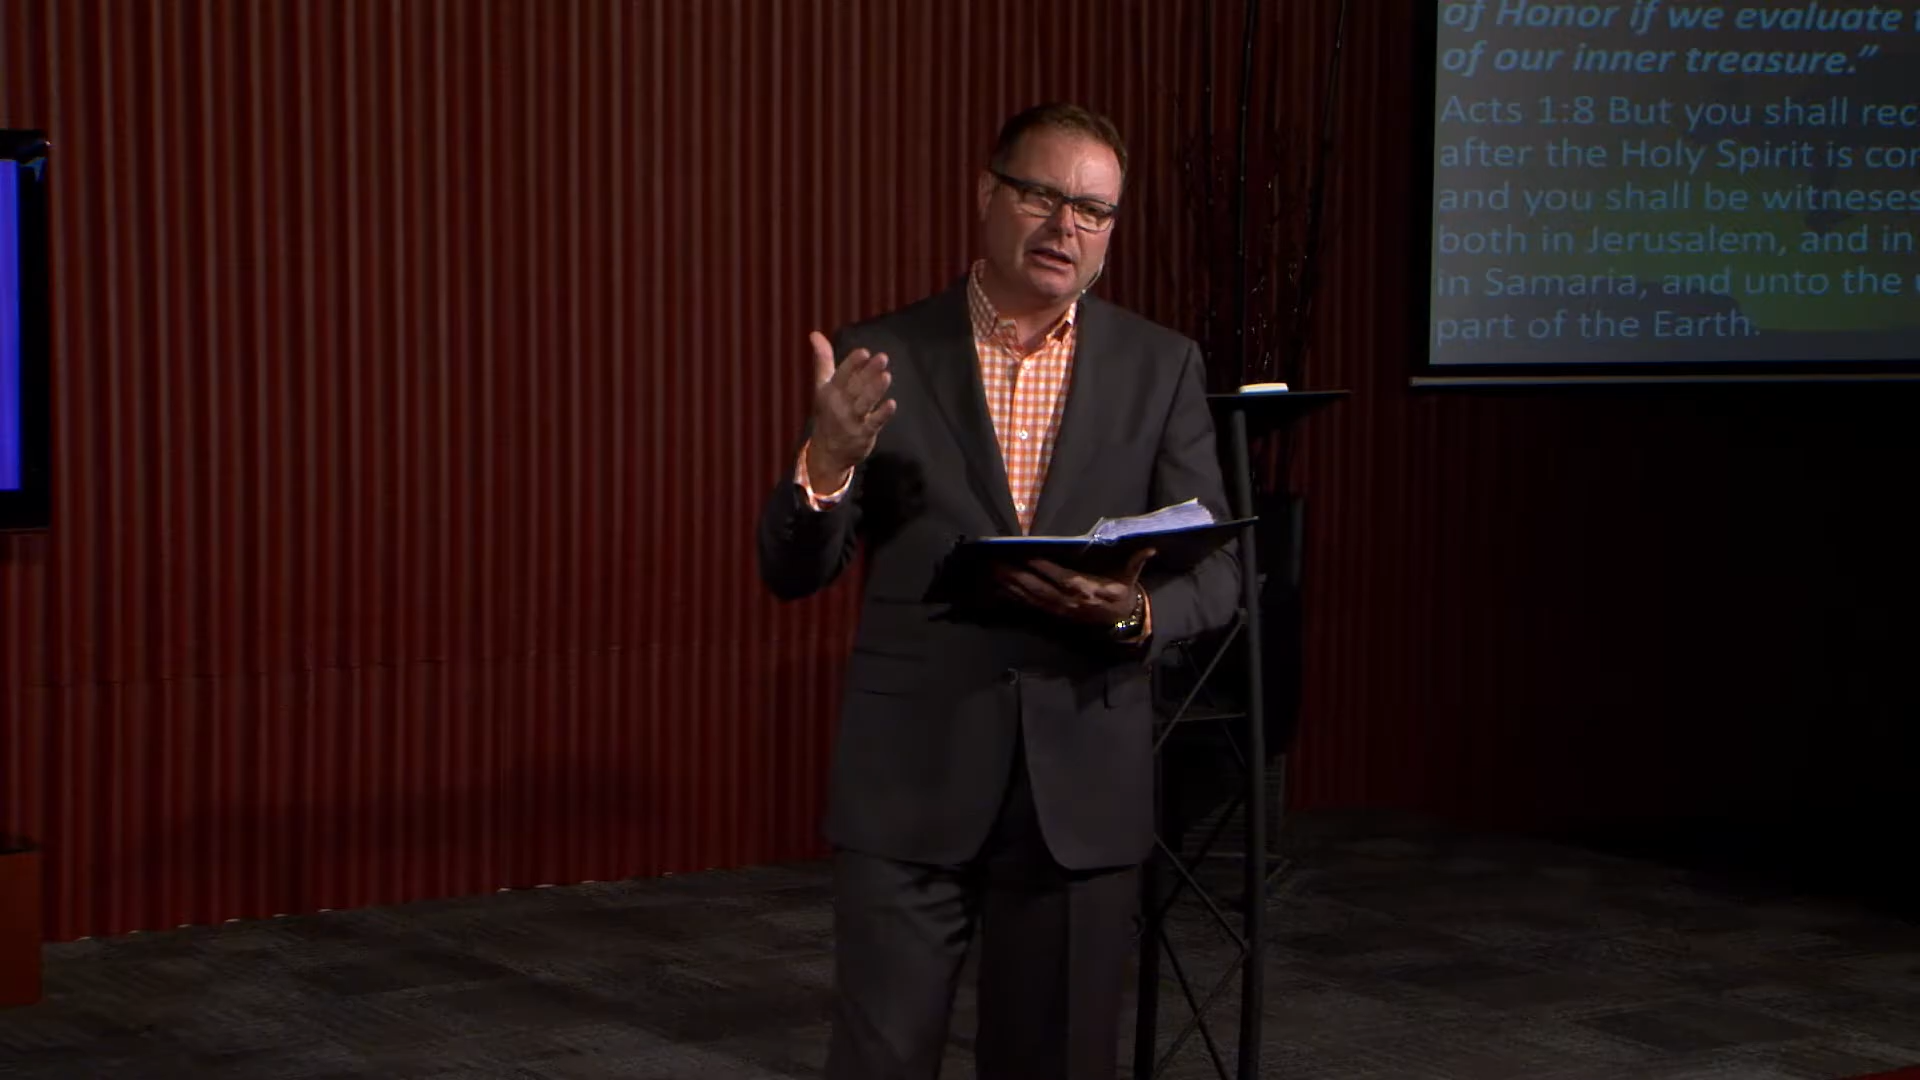 of Honor if we evaluate
of our inner treasure.”
Acts 1:8 But you shall rec
after the Holy Spirit is con
and you shall be witneses
both in Jerusalem, and in
in Samaria, and unto the
part of the Earth.